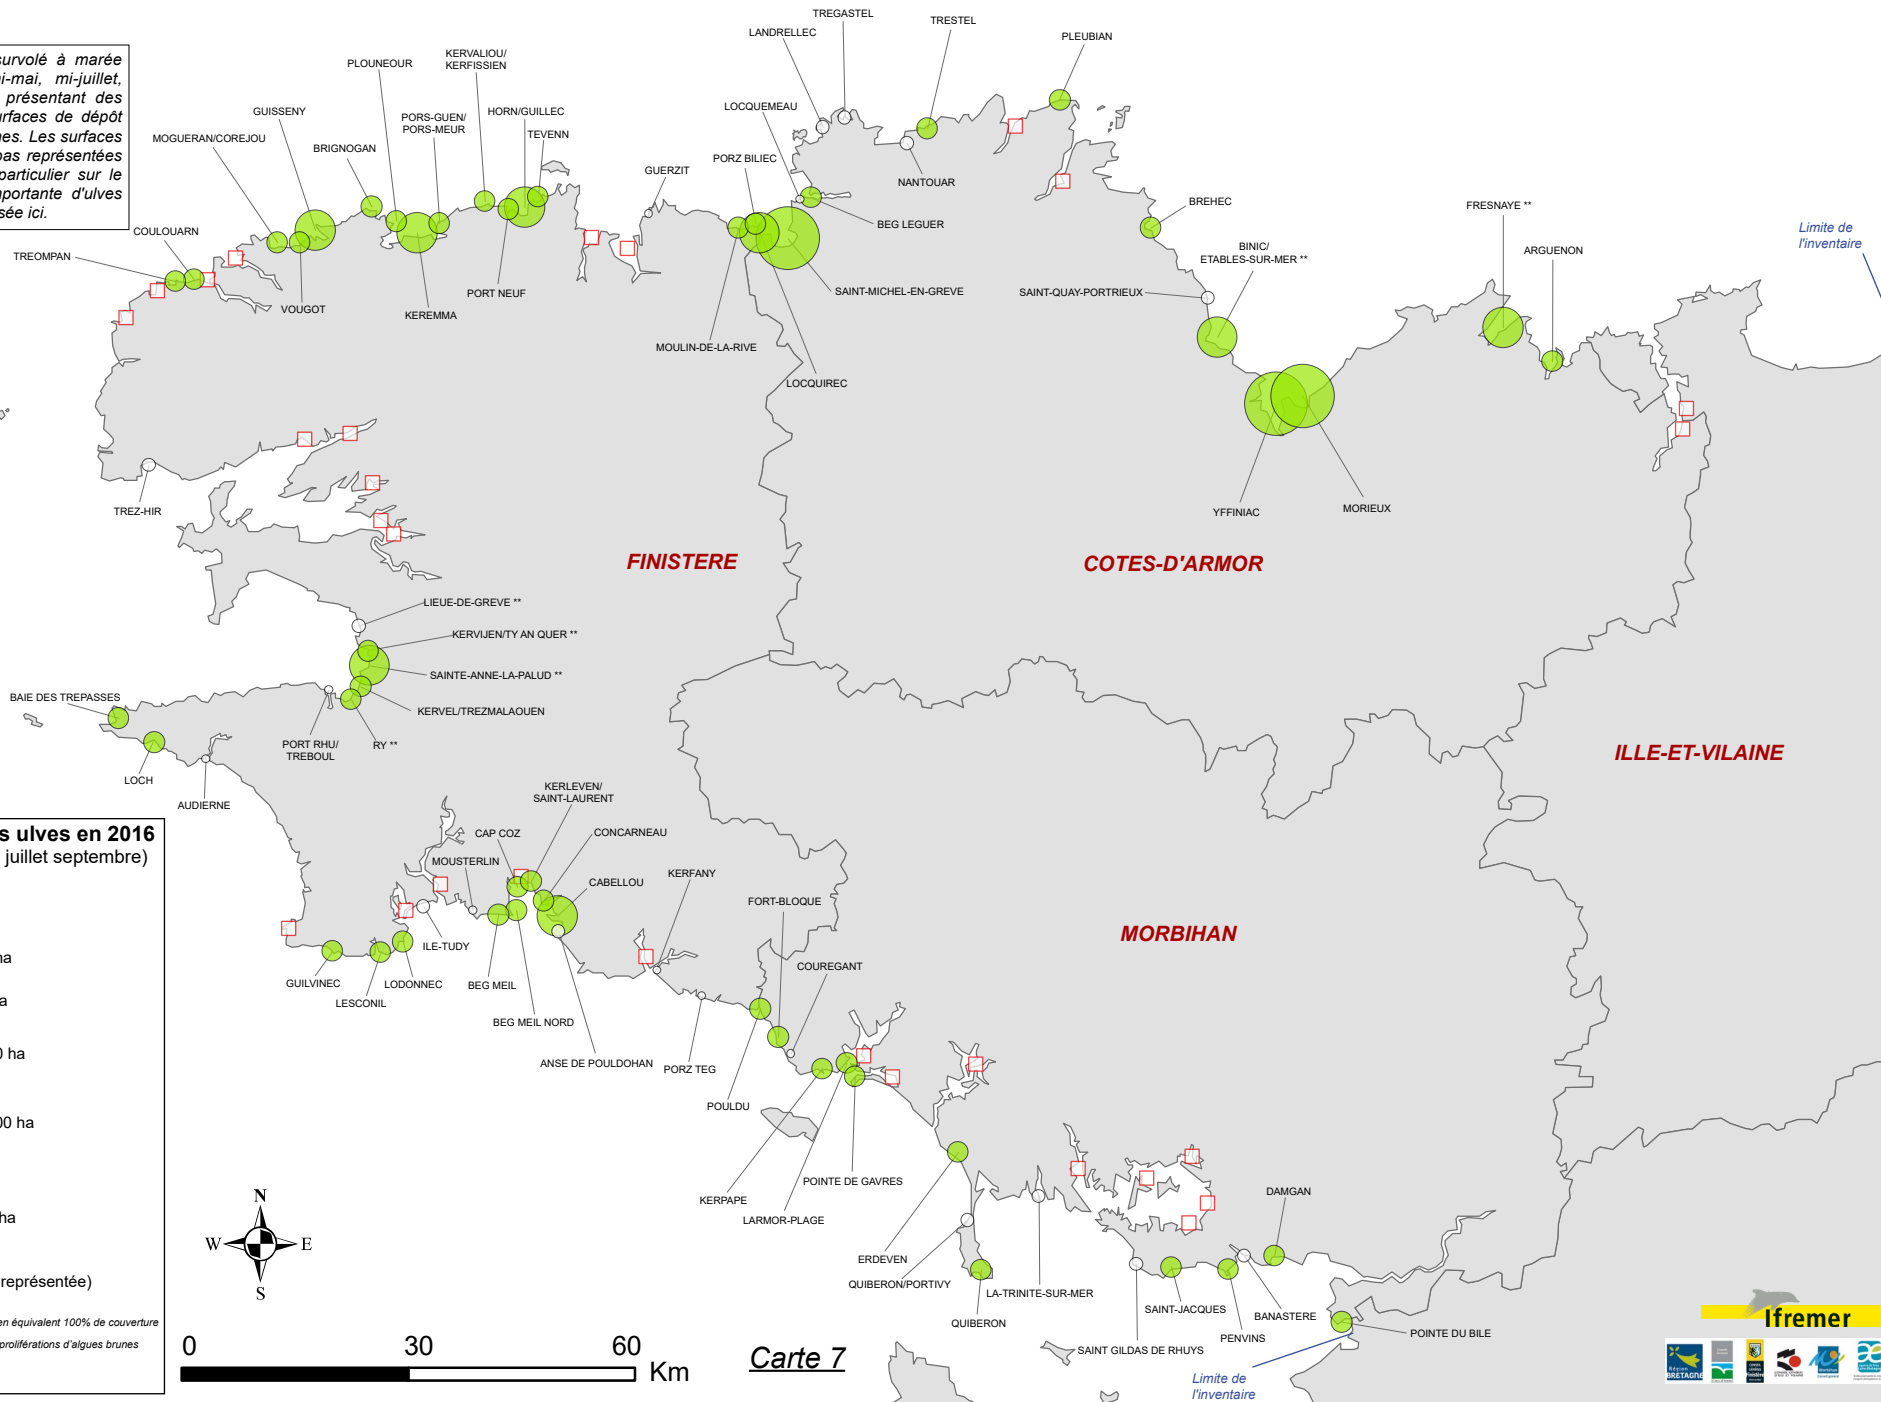 TREGASTEL
LANDRELLEC
TRESTEL
PLEUBIAN
survolé à marée
mi-mai, mi-juillet,
présentant des
surfaces de dépôt
Les surfaces
pas représentées
particulier sur le
importante d'ulves
ici.
KERVALIOU/
KERFISSIEN
PLOUNEOUR
GUISSENY
PORS-GUEN/
PORS-MEUR
HORN/GUILLEC
TEVENN
LOCQUEMEAU
MOGUERAN/COREJOU
BRIGNOGAN
PORZ BILIEC
GUERZIT
NANTOUAR
BREHEC
FRESNAYE **
BEG LEGUER
COULOUARN
TREOMPAN
BINIC/
ETABLES-SUR-MER **
ARGUENON
Limite de
l'inventaire
PORT NEUF
SAINT-MICHEL-EN-GREVE
SAINT-QUAY-PORTRIEUX
VOUGOT
KEREMMA
MOULIN-DE-LA-RIVE
LOCQUIREC
TREZ-HIR
YFFINIAC
MORIEUX
FINISTERE
COTES-D'ARMOR
LIEUE-DE-GREVE **
KERVIJEN/TY AN QUER **
SAINTE-ANNE-LA-PALUD **
BAIE DES TREPASSES
KERVEL/TREZMALAOUEN
PORT RHU/
TREBOUL
RY **
ILLE-ET-VILAINE
LOCH
AUDIERNE
KERLEVEN/
SAINT-LAURENT
CAP COZ
CONCARNEAU
MOUSTERLIN
CABELLOU
KERFANY
FORT-BLOQUE
MORBIHAN
ILE-TUDY
COUREGANT
GUILVINEC
LODONNEC
BEG MEIL
LESCONIL
BEG MEIL NORD
ANSE DE POULDOHAN
PORZ TEG
POULDU
POINTE DE GAVRES
KERPAPE
LARMOR-PLAGE
DAMGAN
ERDEVEN
QUIBERON/PORTIVY
LA-TRINITE-SUR-MER
SAINT-JACQUES
BANASTERE
QUIBERON
PENVINS
POINTE DU BILE
SAINT GILDAS DE RHUYS
Limite de
l'inventaire
s ulves en 2016
juillet septembre)
ha
ha
0 ha
00 ha
ha
représentée)
en équivalent 100% de couverture
proliférations d'algues brunes
N
W E
S
0 30 60
Km
Carte 7
Ifremer
Région
BRETAGNE